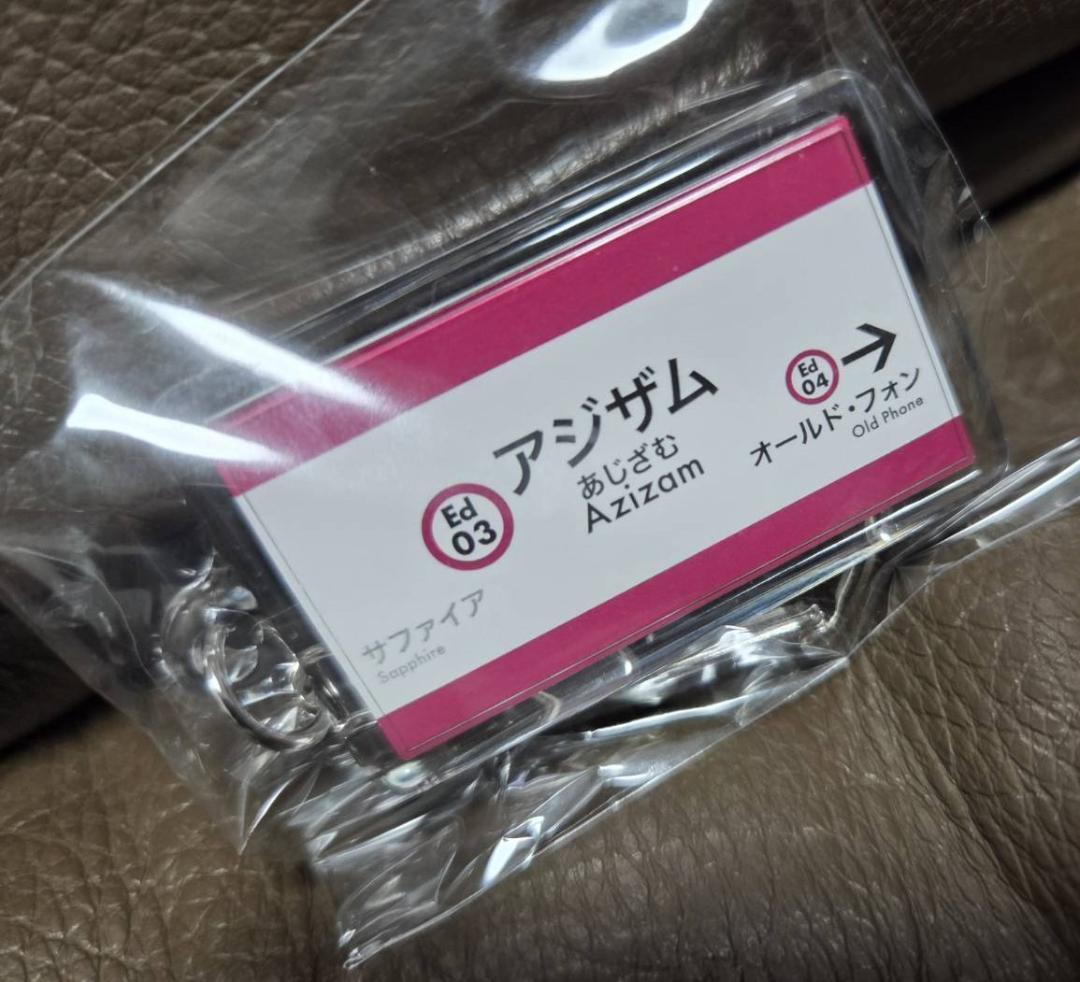 Ed
03
アジザム
あじざむ
Azizam
Ed
04
オールド・フォン
Old Phone
サファイア
Sapphire